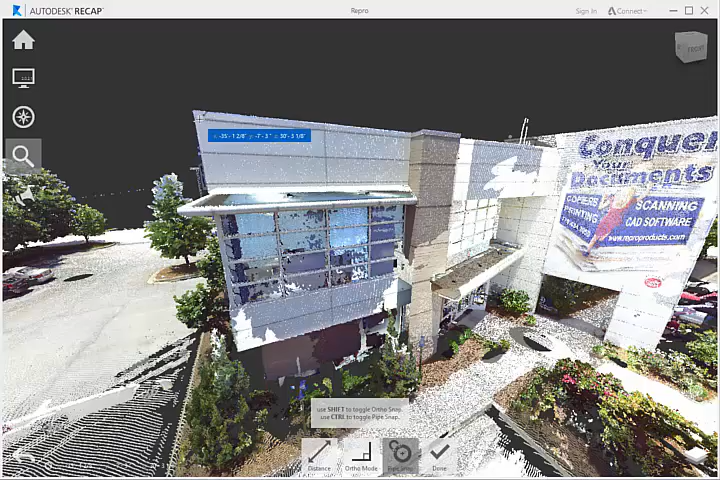 AUTODESK® RECAP™
Repro
Sign In
Connect
FRONT
Conquer
Your
Documents
COPIERS
SCANNING
PRINTING
CAD SOFTWARE
www.reproproducts.com
use SHIFT to toggle Ortho Snap.
use CTRL to toggle Pipe Snap.
Distance
Ortho Mode
Pipe Snap
Done